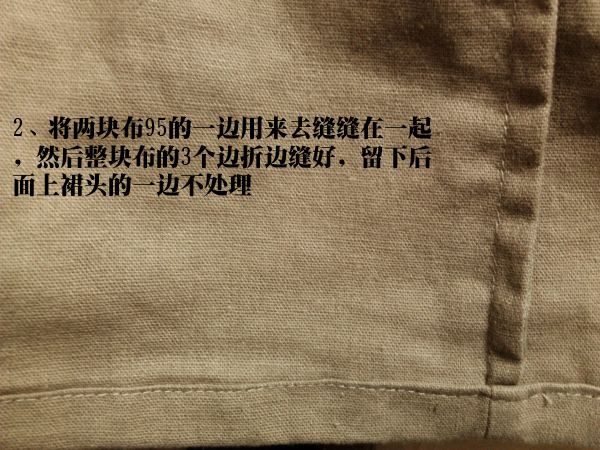 2、将两块布95的一边用来去缝缝在一起
，然后整块布的3个边折边缝好，留下后
面上裙头的一边不处理